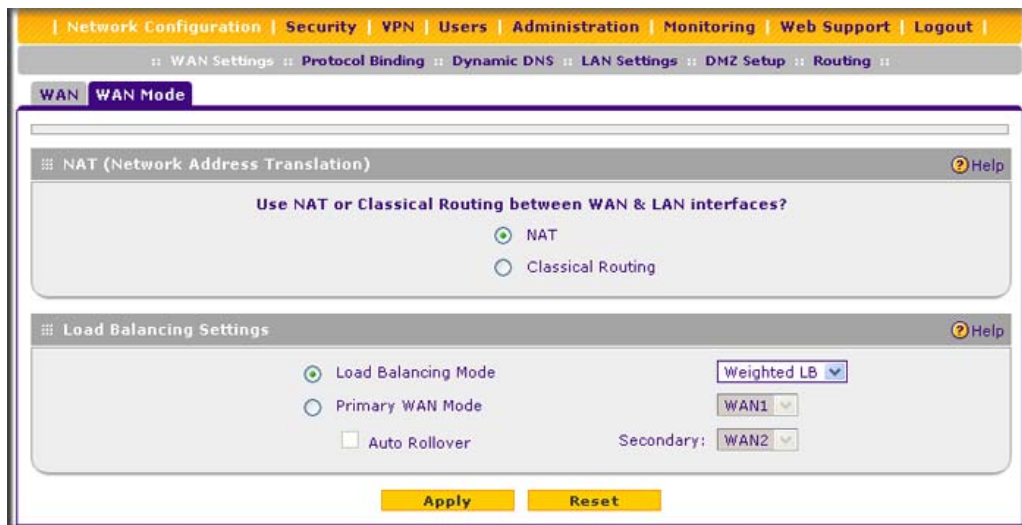 | Network Configuration | Security | VPN | Users | Administration | Monitoring | Web Support | Logout |
:: WAN Settings :: Protocol Binding :: Dynamic DNS :: LAN Settings :: DMZ Setup :: Routing ::
WAN WAN Mode
NAT (Network Address Translation) ? Help
Use NAT or Classical Routing between WAN & LAN interfaces?
NAT
Classical Routing
Load Balancing Settings ? Help
Load Balancing Mode Weighted LB
Primary WAN Mode WAN1
Auto Rollover Secondary: WAN2
Apply Reset